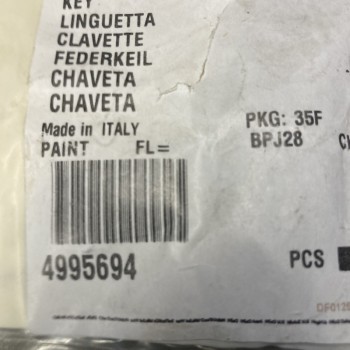 KEY
LINGUETTA
CLAVETTE
FEDERKEIL
CHAVETA
CHAVETA
Made in ITALY
PAINT FL=
PKG: 35F
BPJ28
4995694
PCS